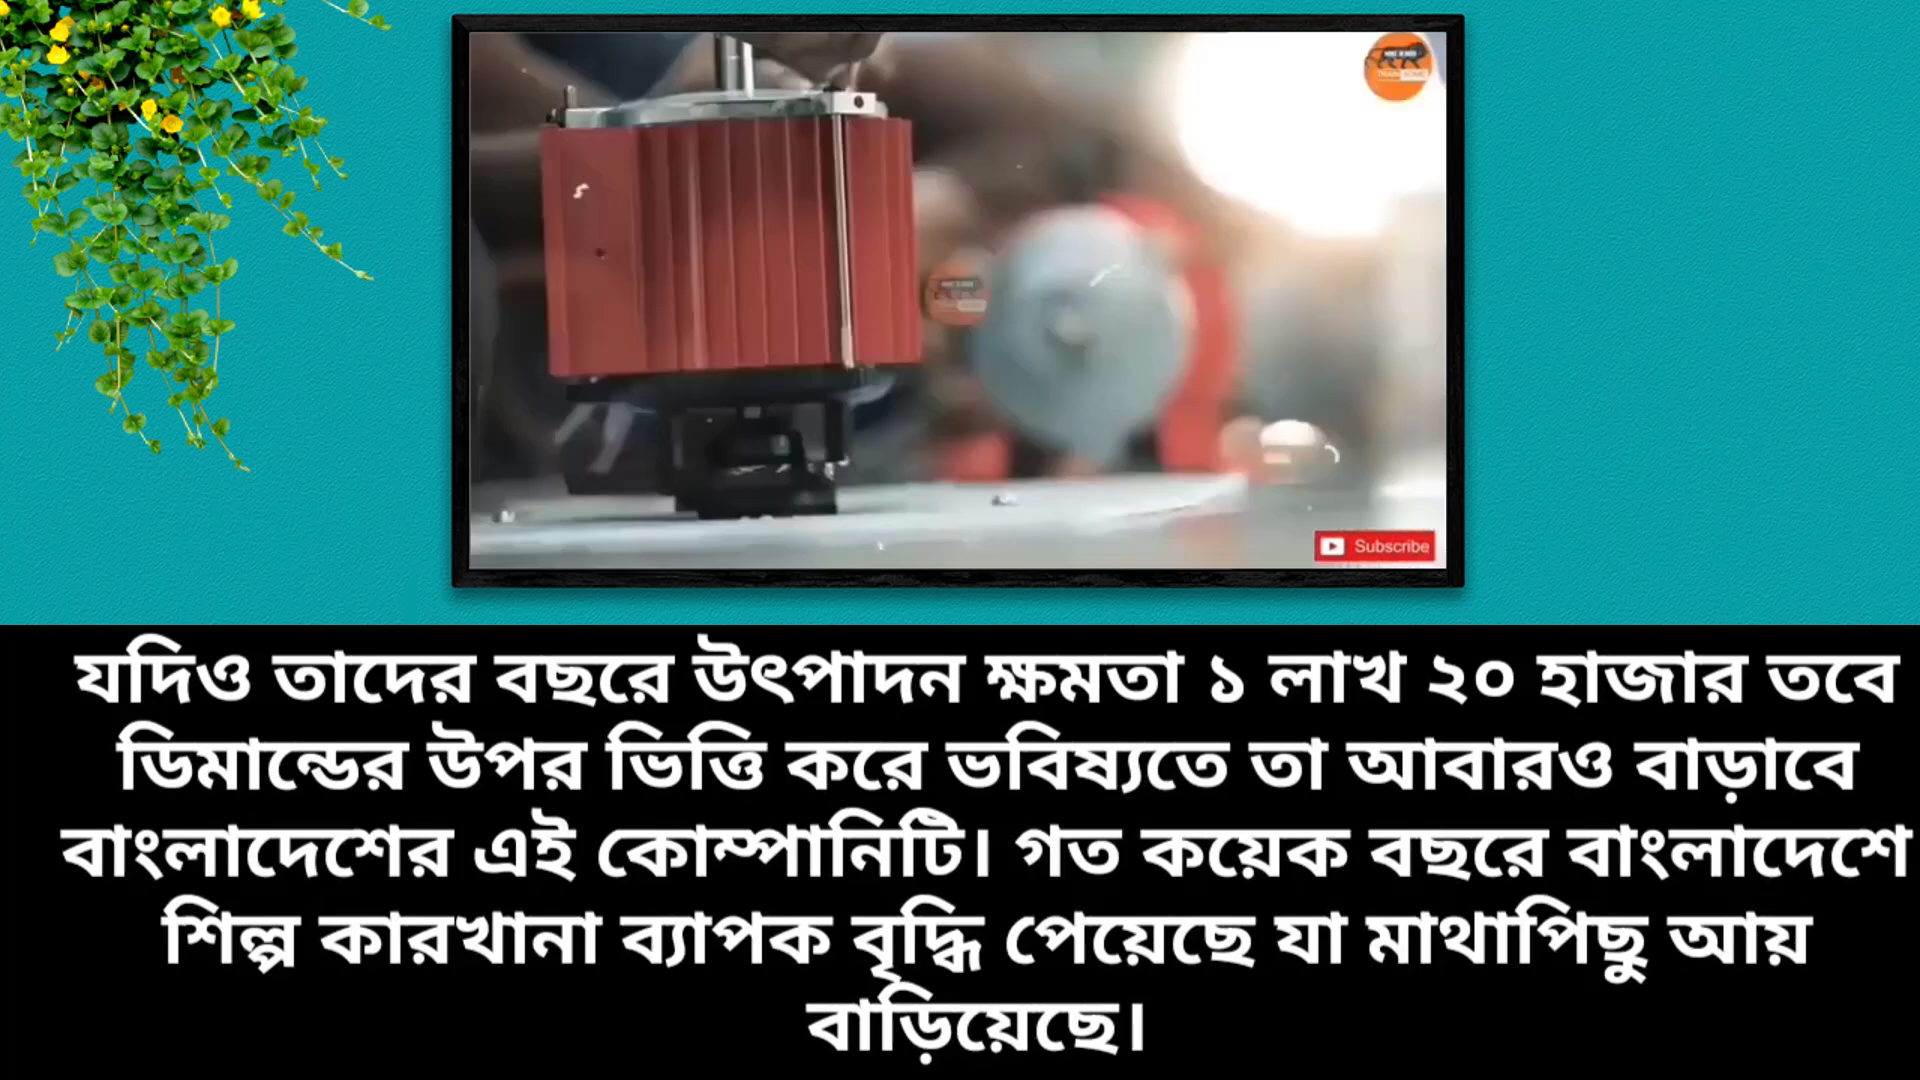 Subscribe
যদিও তাদের বছরে উৎপাদন ক্ষমতা ১ লাখ ২০ হাজার তবে
ডিমান্ডের উপর ভিত্তি করে ভবিষ্যতে তা আবারও বাড়াবে
বাংলাদেশের এই কোম্পানিটি। গত কয়েক বছরে বাংলাদেশে
শিল্প কারখানা ব্যাপক বৃদ্ধি পেয়েছে যা মাথাপিছু আয়
বাড়িয়েছে।